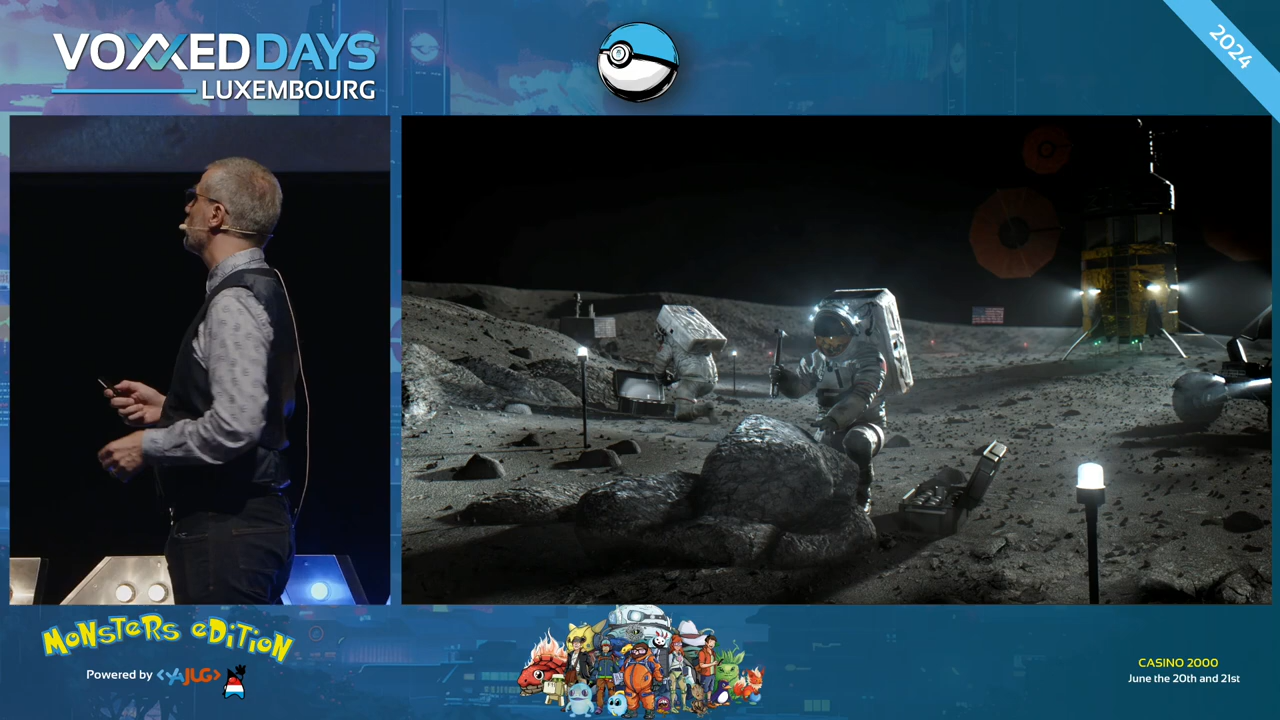 VOXXEDDAYS
LUXEMBOURG
2024
MONSTERS EDITION
Powered by <YAJUG>
CASINO 2000
June the 20th and 21st